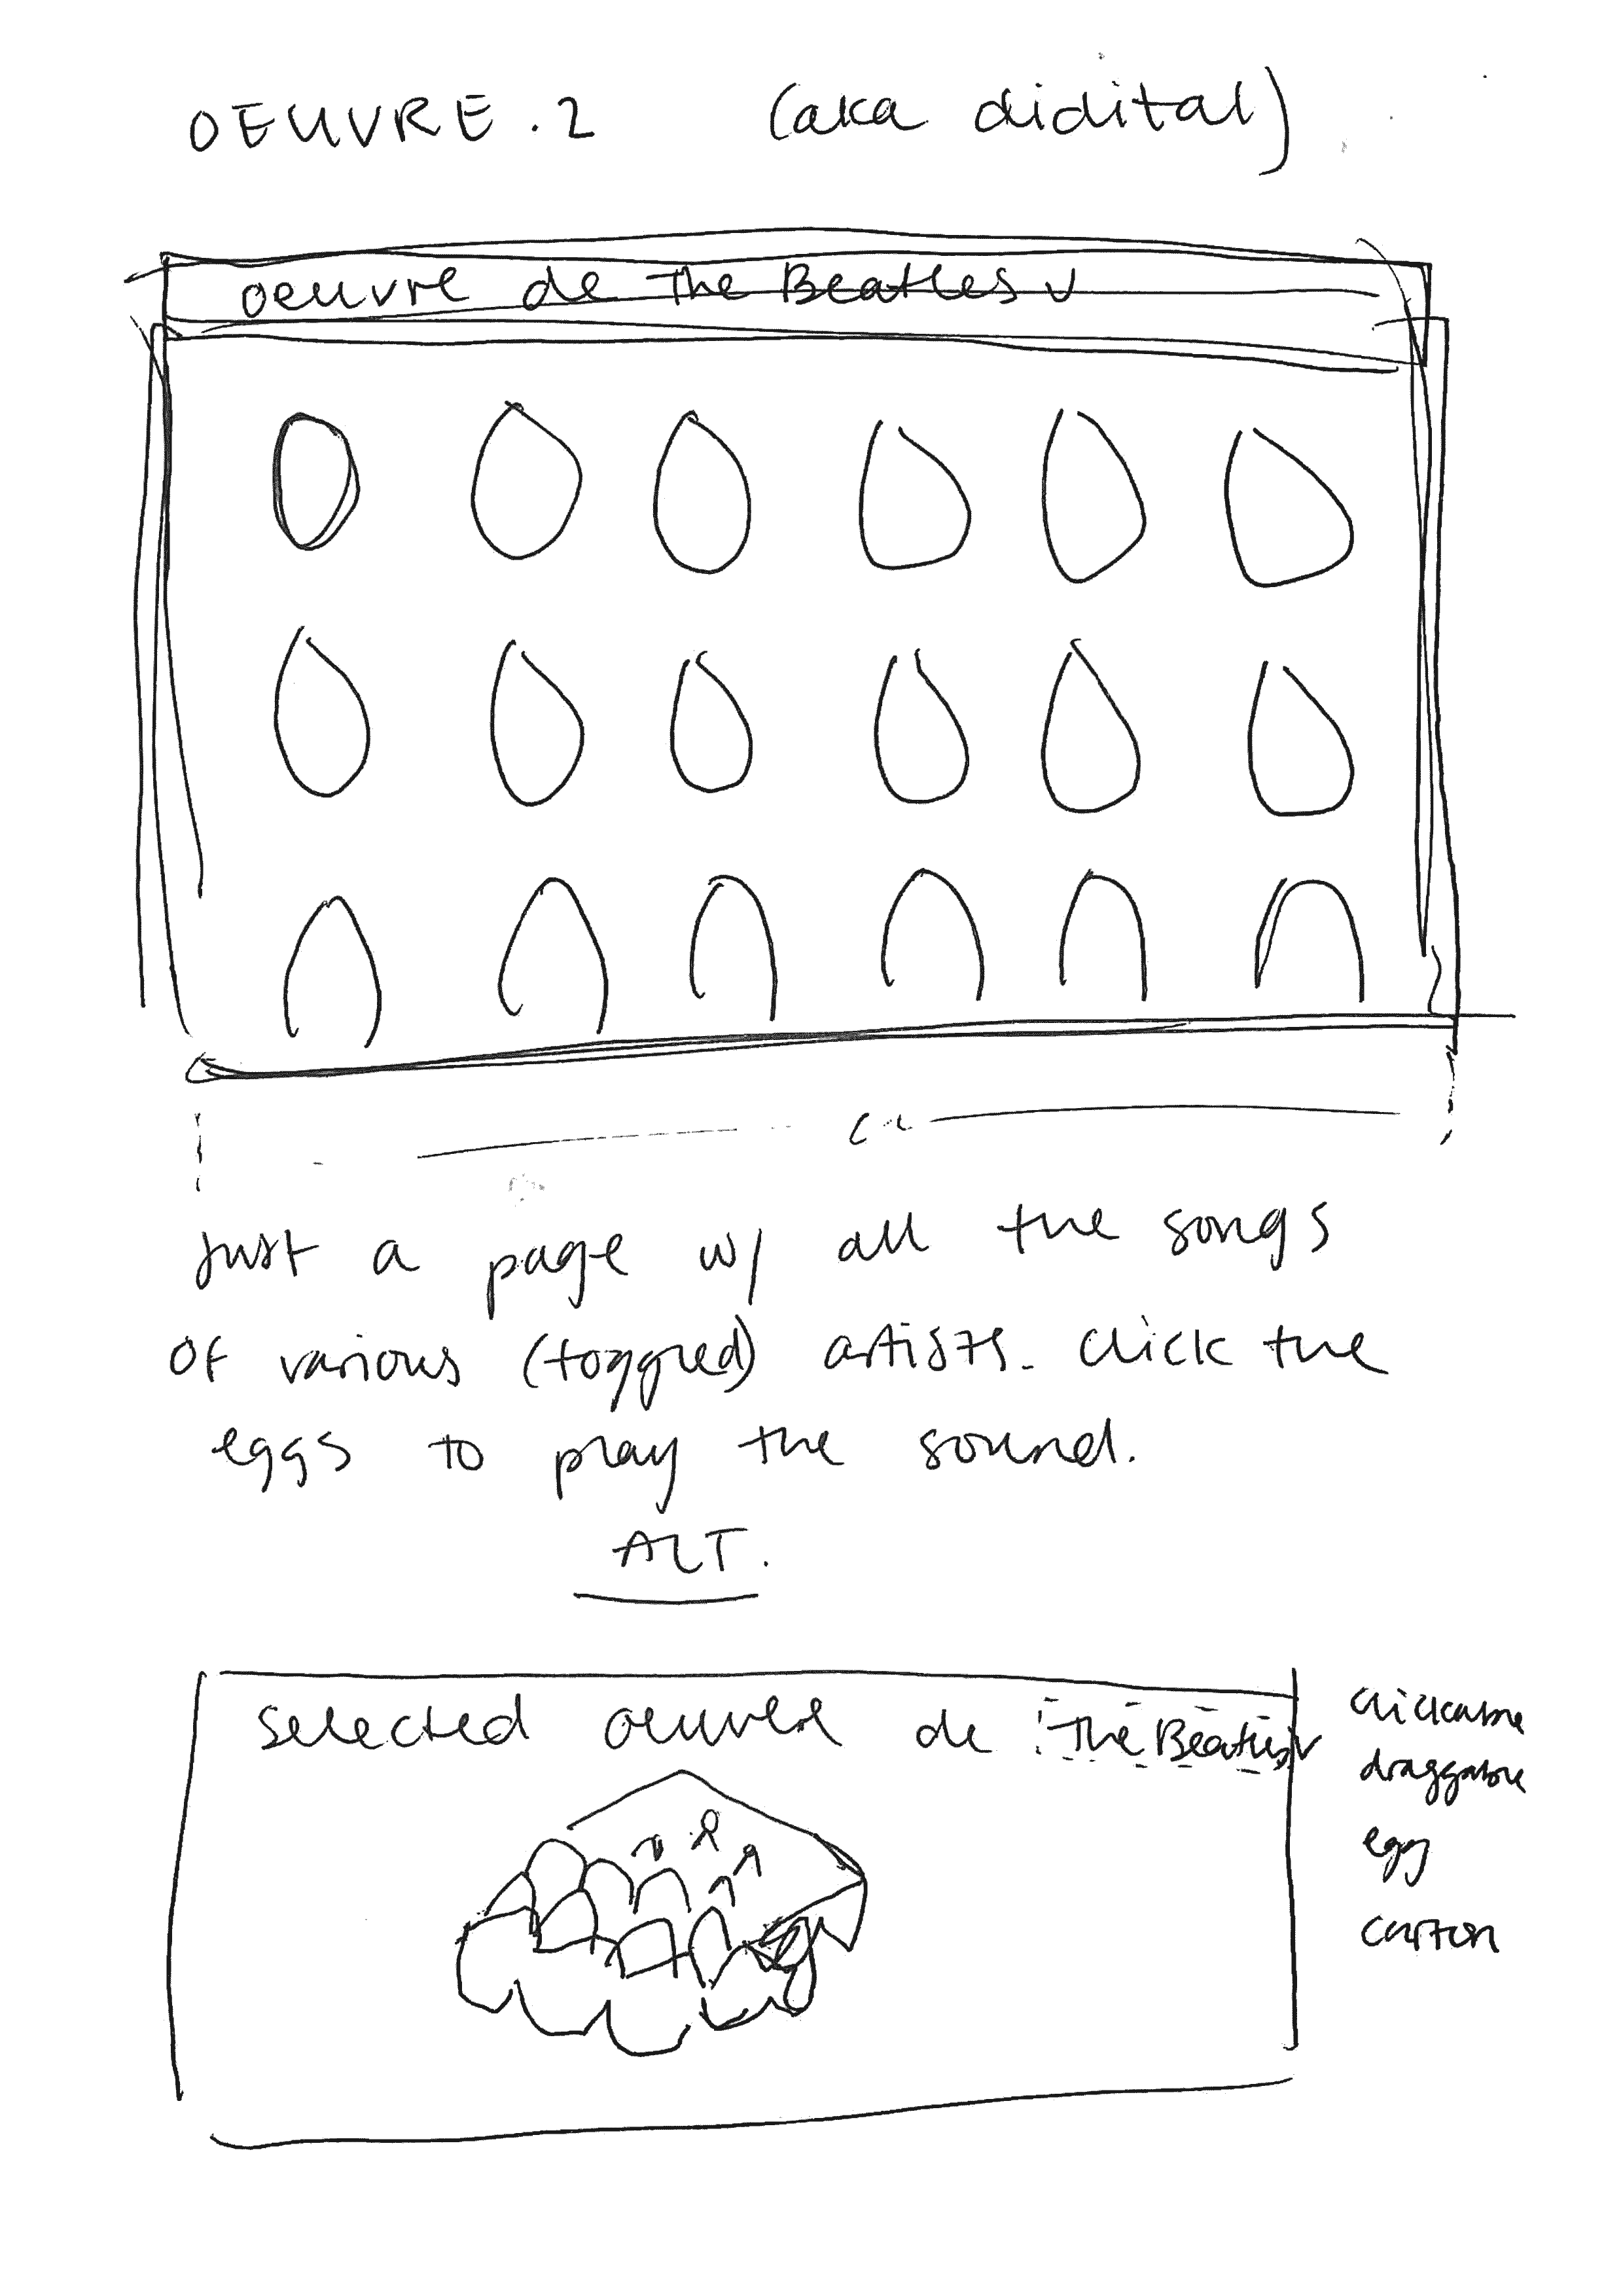 OEUVRE.2 (aka didital)
oeuvre de The Beatles
Just a page w/ all the songs
of various (toggled) artists. Click the
eggs to play the sound.
ALT.
selected oeuvre de The Beatles
clickable
draggable
egg
carton